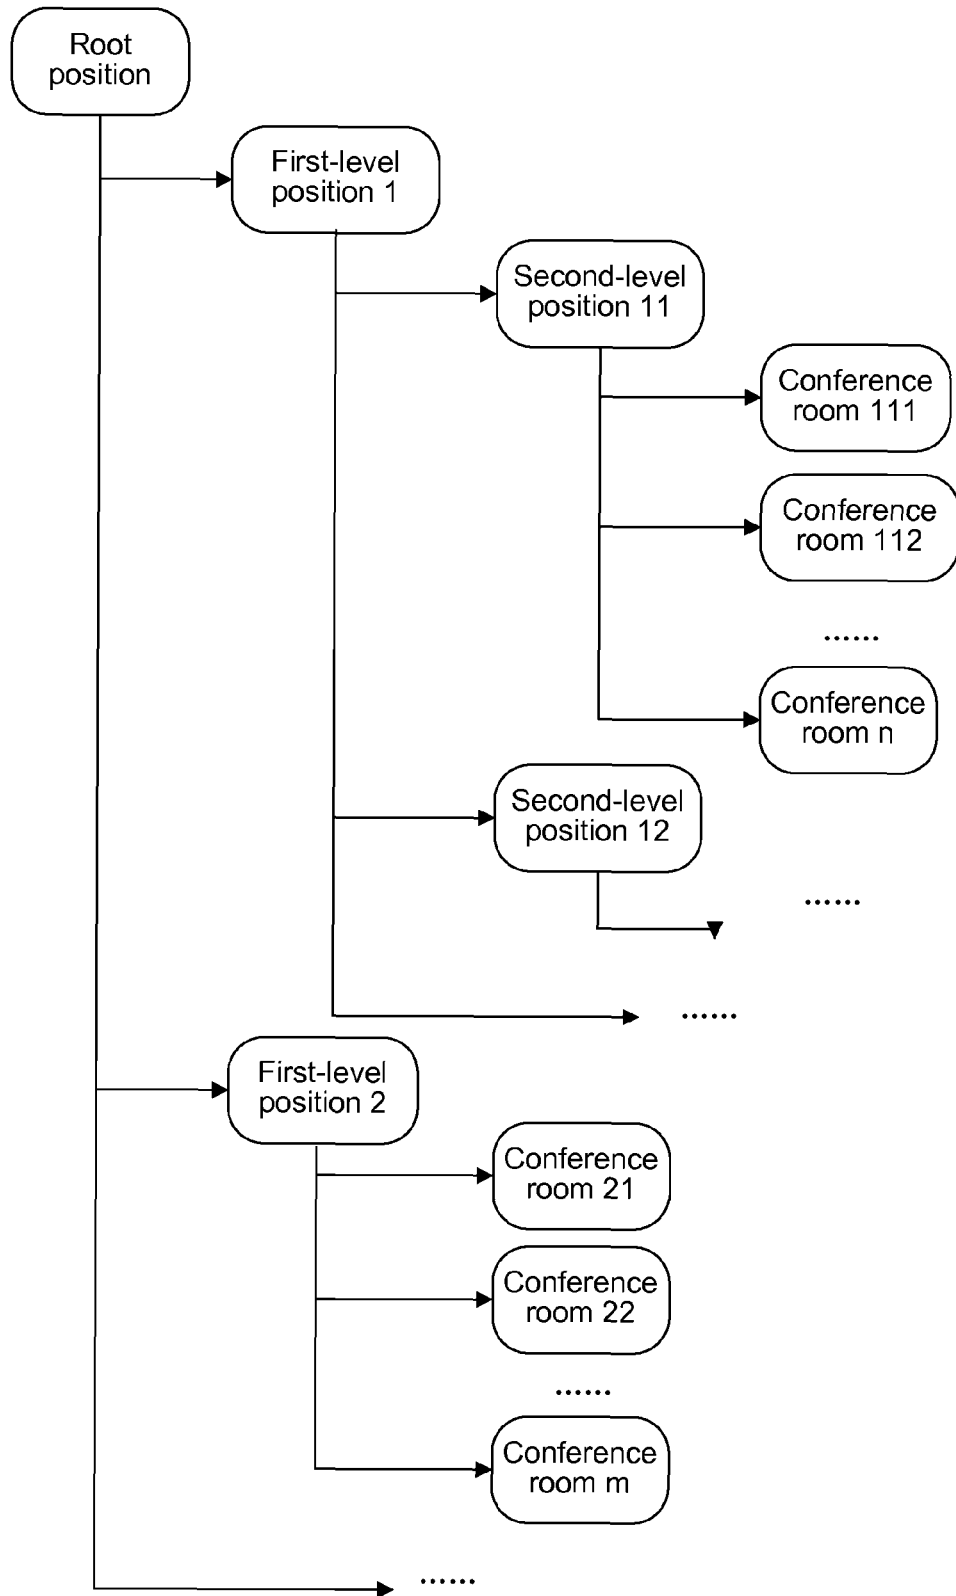 Root
position
First-level
position 1
Second-level
position 11
Conference
room 111
Conference
room 112
......
Conference
room n
Second-level
position 12
......
......
First-level
position 2
Conference
room 21
Conference
room 22
......
Conference
room m
......